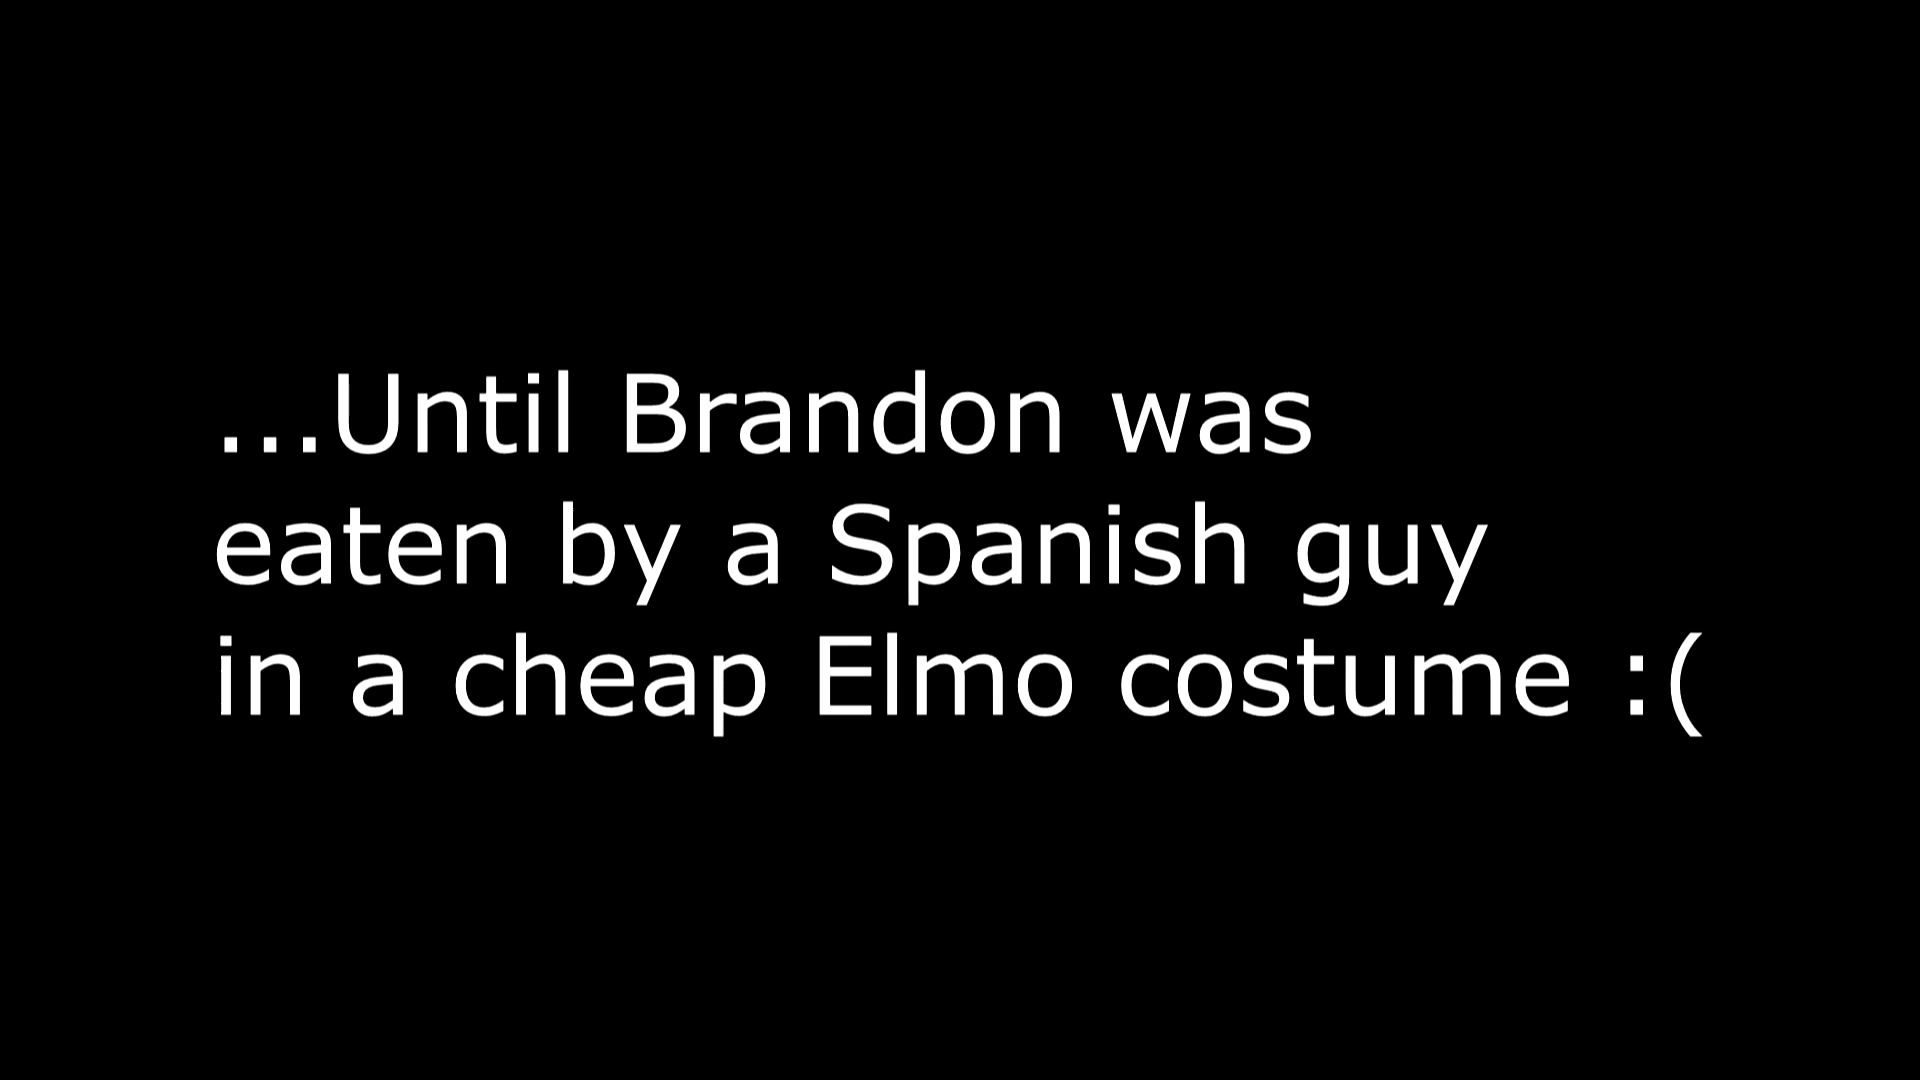 ...Until Brandon was
eaten by a Spanish guy
in a cheap Elmo costume :(